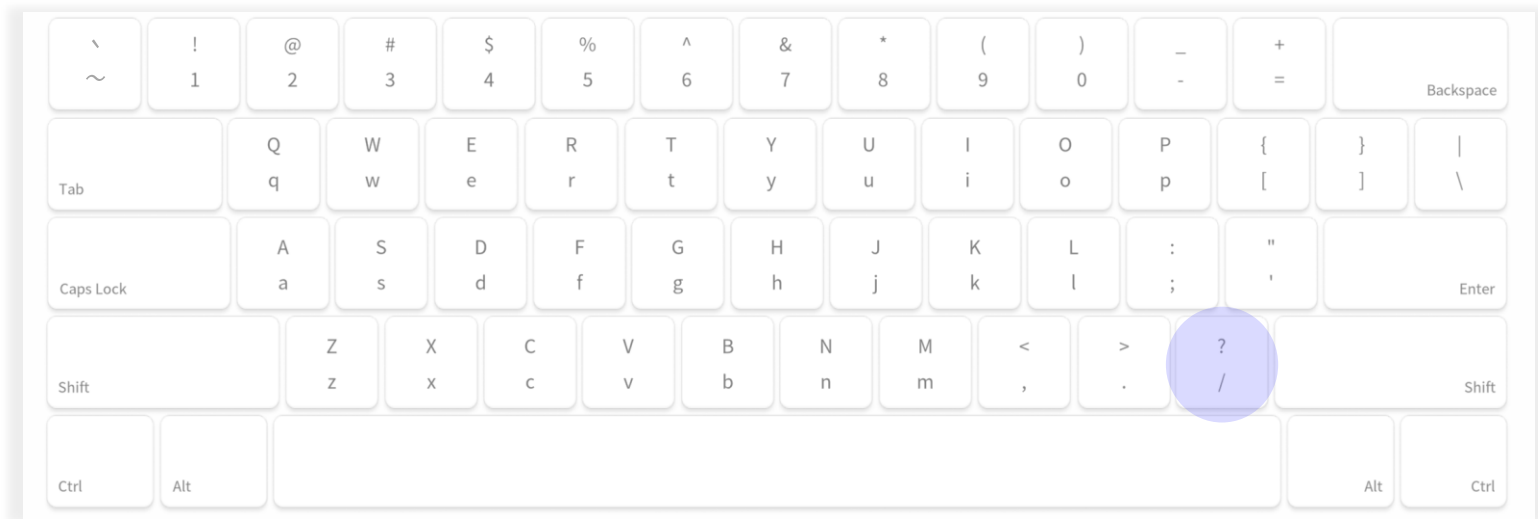 、 ! @ # $ % ^ & * ( ) _ +
～ 1 2 3 4 5 6 7 8 9 0 - = Backspace
Q W E R T Y U I O P { } |
Tab q w e r t y u i o p [ ] \
A S D F G H J K L : "
Caps Lock a s d f g h j k l ; ' Enter
Z X C V B N M < > ?
Shift z x c v b n m , . / Shift
Ctrl Alt Alt Ctrl